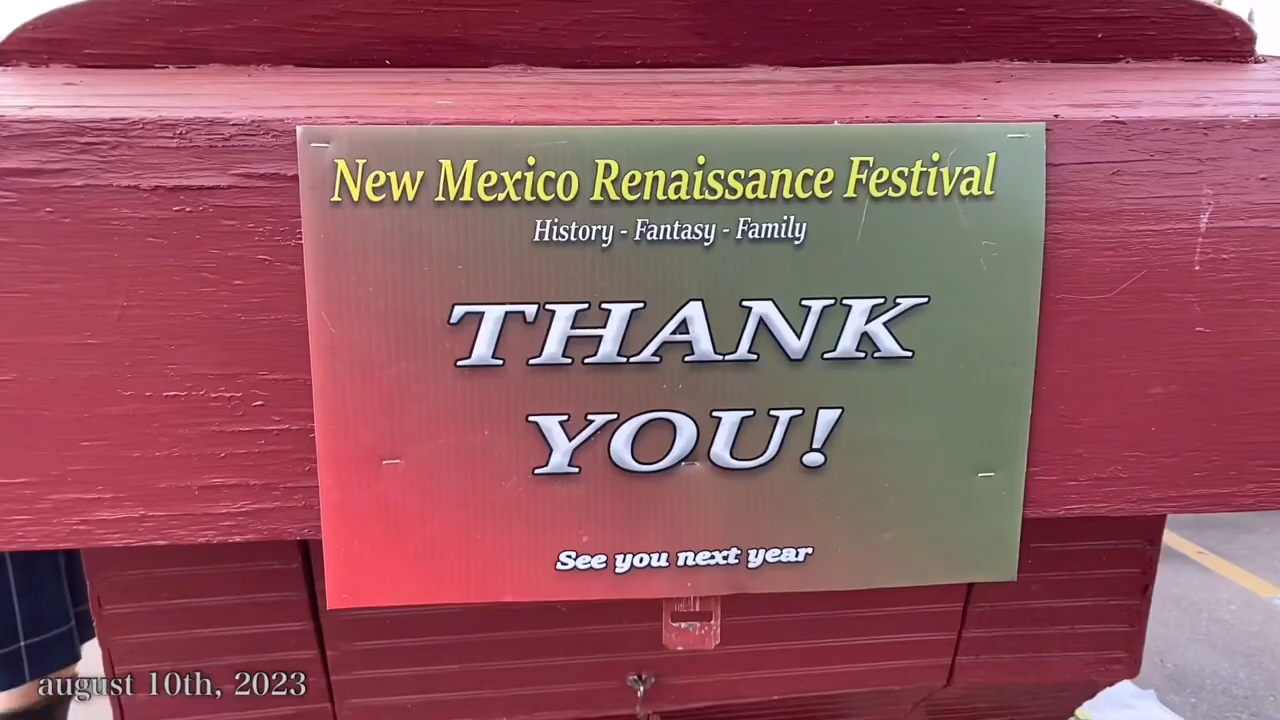 New Mexico Renaissance Festival
History - Fantasy - Family
THANK
YOU!
See you next year
august 10th, 2023